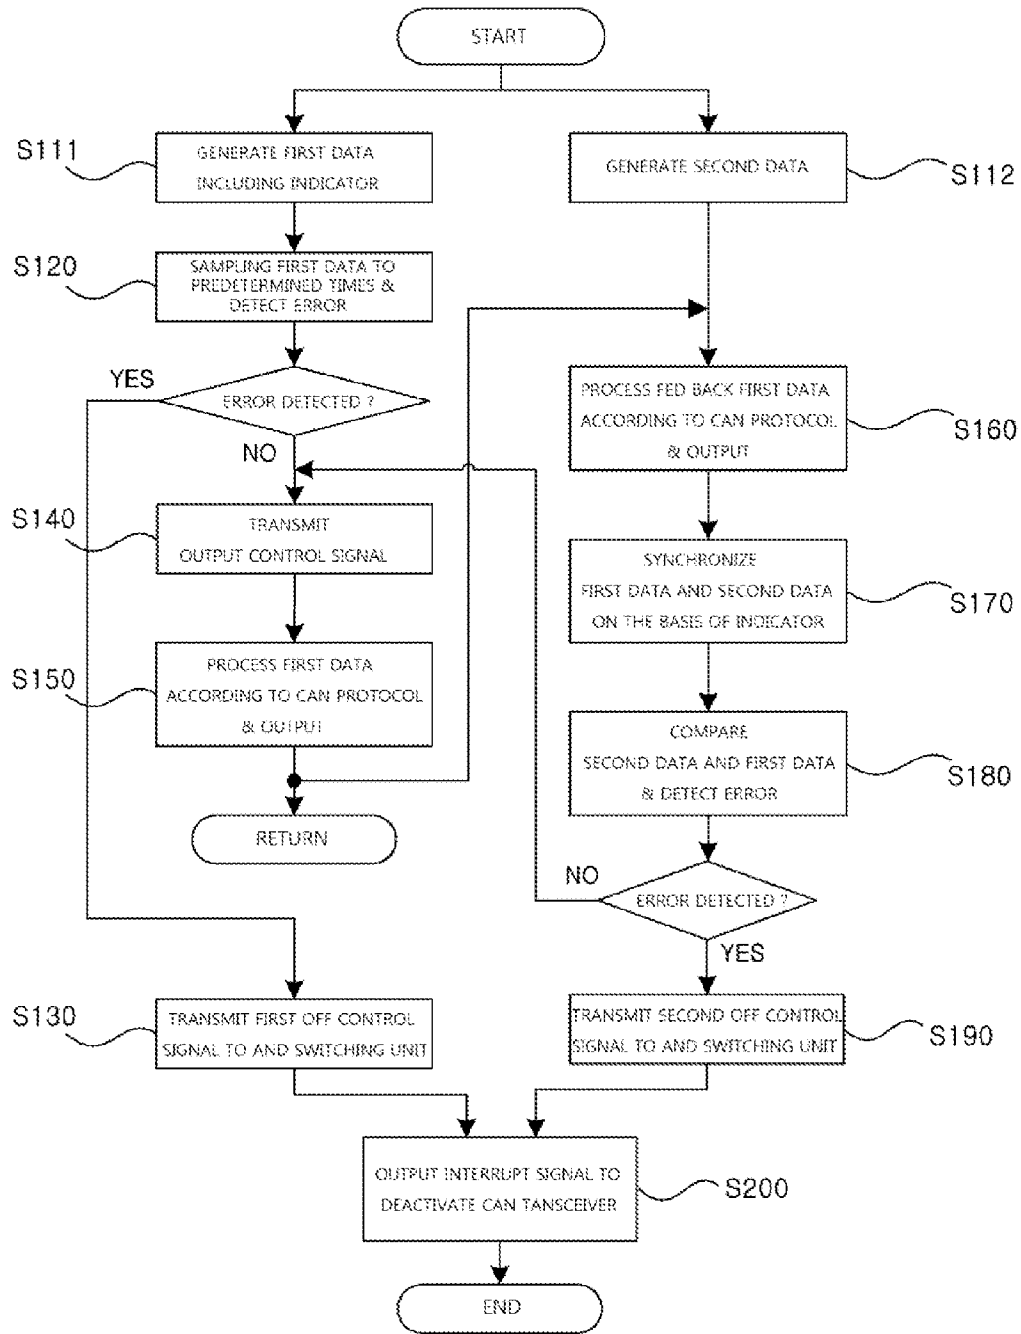 START
S111
GENERATE FIRST DATA
INCLUDING INDICATOR
GENERATE SECOND DATA
S112
S120
SAMPLING FIRST DATA TO
PREDETERMINED TIMES &
DETECT ERROR
YES
ERROR DETECTED ?
NO
PROCESS FED BACK FIRST DATA
ACCORDING TO CAN PROTOCOL
& OUTPUT
S160
S140
TRANSMIT
OUTPUT CONTROL SIGNAL
SYNCHRONIZE
FIRST DATA AND SECOND DATA
ON THE BASIS OF INDICATOR
S170
S150
PROCESS FIRST DATA
ACCORDING TO CAN PROTOCOL
& OUTPUT
COMPARE
SECOND DATA AND FIRST DATA
& DETECT ERROR
S180
RETURN
NO
ERROR DETECTED ?
YES
S130
TRANSMIT FIRST OFF CONTROL
SIGNAL TO AND SWITCHING UNIT
TRANSMIT SECOND OFF CONTROL
SIGNAL TO AND SWITCHING UNIT
S190
OUTPUT INTERRUPT SIGNAL TO
DEACTIVATE CAN TANSCEIVER
S200
END